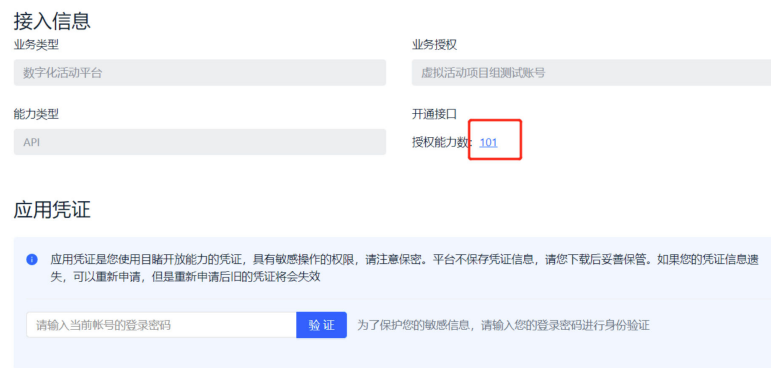 接入信息
业务类型
业务授权
数字化活动平台
虚拟活动项目组测试账号
能力类型
开通接口
API
授权能力数: 101
应用凭证
应用凭证是您使用目睹开放能力的凭证，具有敏感操作的权限，请注意保密。平台不保存凭证信息，请您下载后妥善保管。如果您的凭证信息遗
失，可以重新申请，但是重新申请后旧的凭证将会失效
请输入当前帐号的登录密码
验 证
为了保护您的敏感信息，请输入您的登录密码进行身份验证